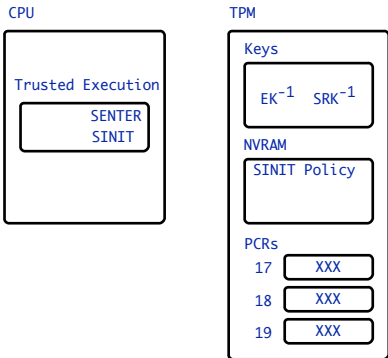 CPU
Trusted Execution
SENTER
SINIT
TPM
Keys
EK-1 SRK-1
NVRAM
SINIT Policy
PCRs
17 XXX
18 XXX
19 XXX